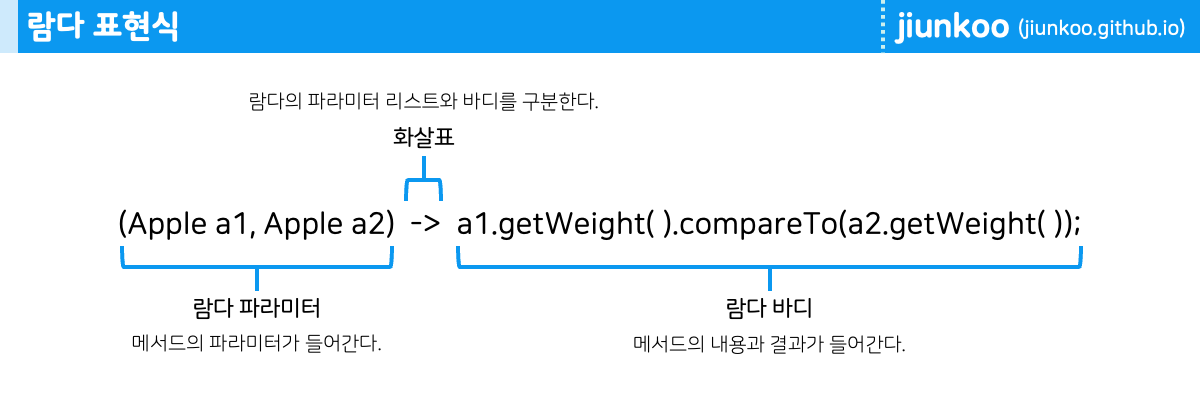 람다 표현식
jiunkoo (jiunkoo.github.io)
람다의 파라미터 리스트와 바디를 구분한다.
화살표
(Apple a1, Apple a2) -> a1.getWeight( ).compareTo(a2.getWeight( ));
람다 파라미터
메서드의 파라미터가 들어간다.
람다 바디
메서드의 내용과 결과가 들어간다.